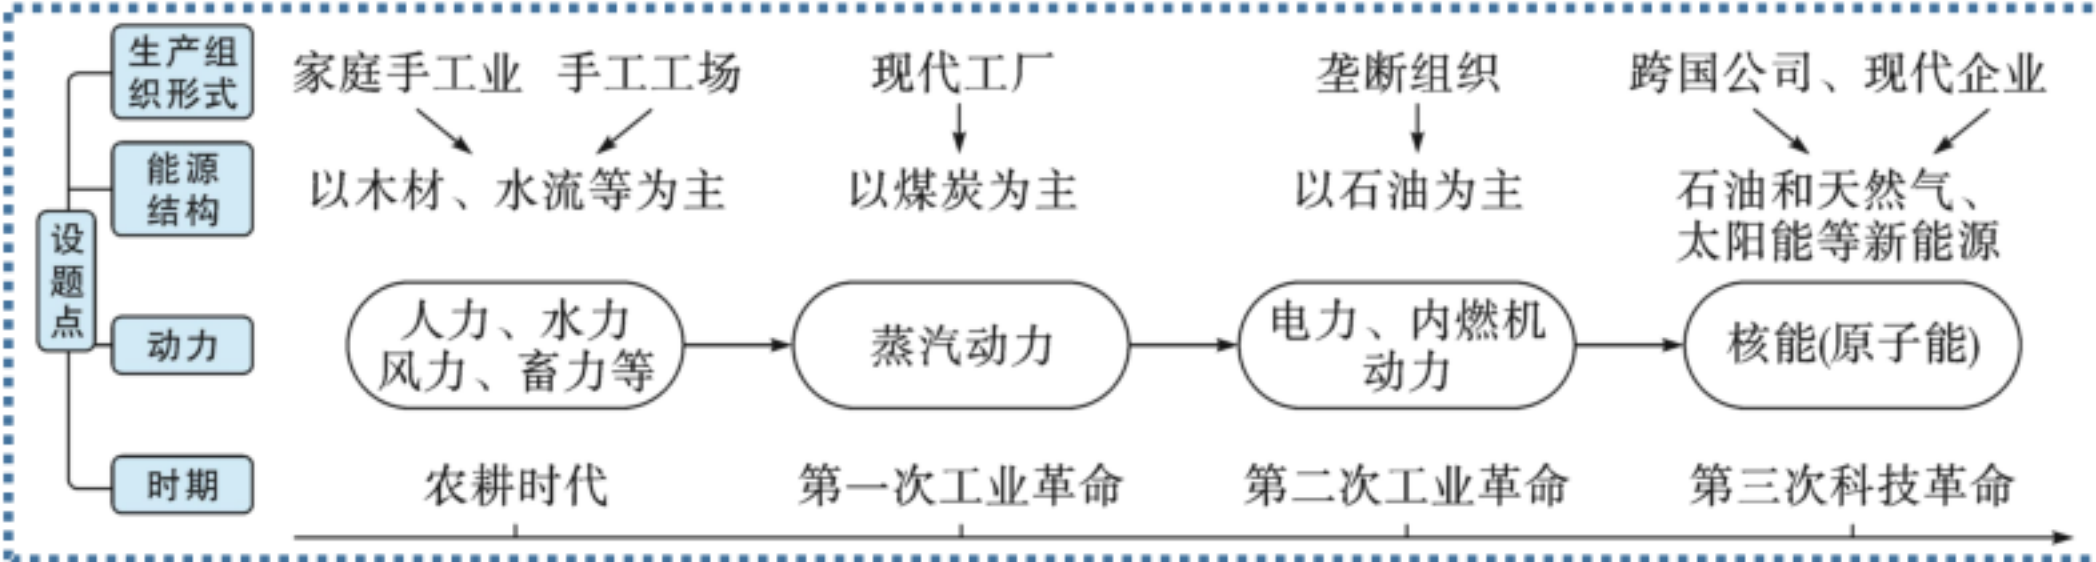 设题点
生产组
织形式
家庭手工业 手工工场 现代工厂 垄断组织 跨国公司、现代企业
能源
结构
以木材、水流等为主 以煤炭为主 以石油为主 石油和天然气、
太阳能等新能源
动力
人力、水力
风力、畜力等
蒸汽动力
电力、内燃机
动力
核能(原子能)
时期
农耕时代 第一次工业革命 第二次工业革命 第三次科技革命